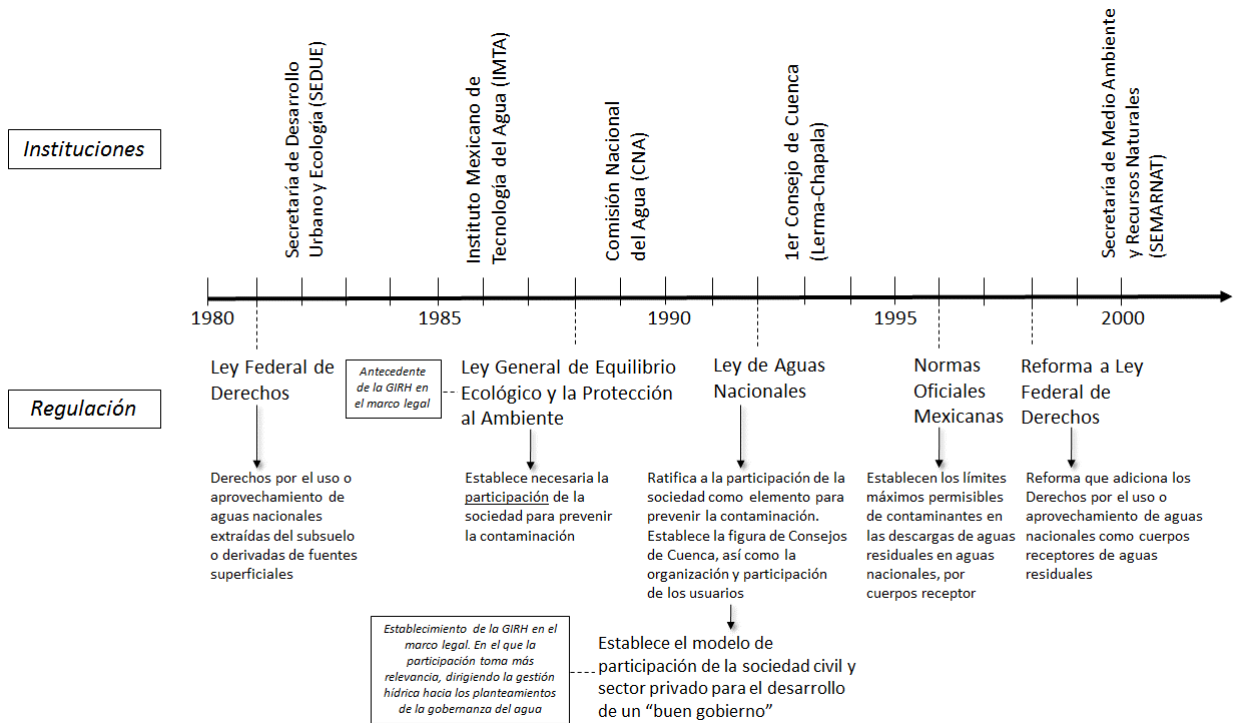 Instituciones
Secretaría de Desarrollo
Urbano y Ecología (SEDUE)
Instituto Mexicano de
Tecnología del Agua (IMTA)
Comisión Nacional
del Agua (CNA)
1er Consejo de Cuenca
(Lerma-Chapala)
Secretaría de Medio Ambiente
y Recursos Naturales
(SEMARNAT)
1980
1985
1990
1995
2000
Regulación
Ley Federal de
Derechos
Derechos por el uso o
aprovechamiento de
aguas nacionales
extraídas del subsuelo
o derivadas de fuentes
superficiales
Antecedente
de la GIRH en
el marco legal
Ley General de Equilibrio
Ecológico y la Protección
al Ambiente
Establece necesaria la
participación de la
sociedad para prevenir
la contaminación
Ley de Aguas
Nacionales
Ratifica a la participación de la
sociedad como elemento para
prevenir la contaminación.
Establece la figura de Consejos
de Cuenca, así como la
organización y participación
de los usuarios
Establecimiento de la GIRH en el
marco legal. En el que la
participación toma más
relevancia, dirigiendo la gestión
hídrica hacia los planteamientos
de la gobernanza del agua
Establece el modelo de
participación de la sociedad civil y
sector privado para el desarrollo
de un “buen gobierno”
Normas
Oficiales
Mexicanas
Establecen los límites
máximos permisibles
de contaminantes en
las descargas de aguas
residuales en aguas
nacionales, por
cuerpos receptor
Reforma a Ley
Federal de
Derechos
Reforma que adiciona los
Derechos por el uso o
aprovechamiento de aguas
nacionales como cuerpos
receptores de aguas
residuales